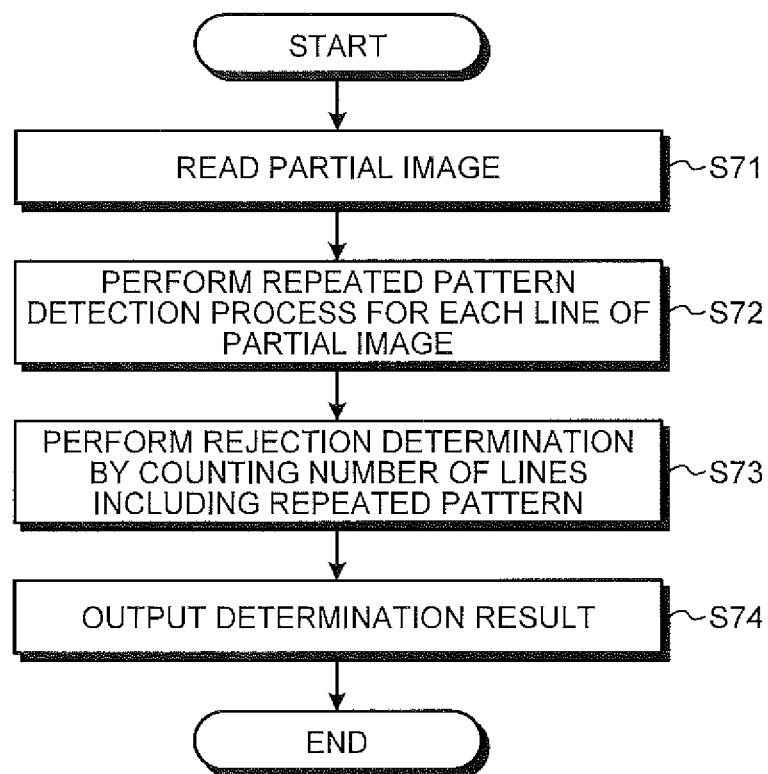 START
READ PARTIAL IMAGE
S71
PERFORM REPEATED PATTERN
DETECTION PROCESS FOR EACH LINE OF
PARTIAL IMAGE
S72
PERFORM REJECTION DETERMINATION
BY COUNTING NUMBER OF LINES
INCLUDING REPEATED PATTERN
S73
OUTPUT DETERMINATION RESULT
S74
END